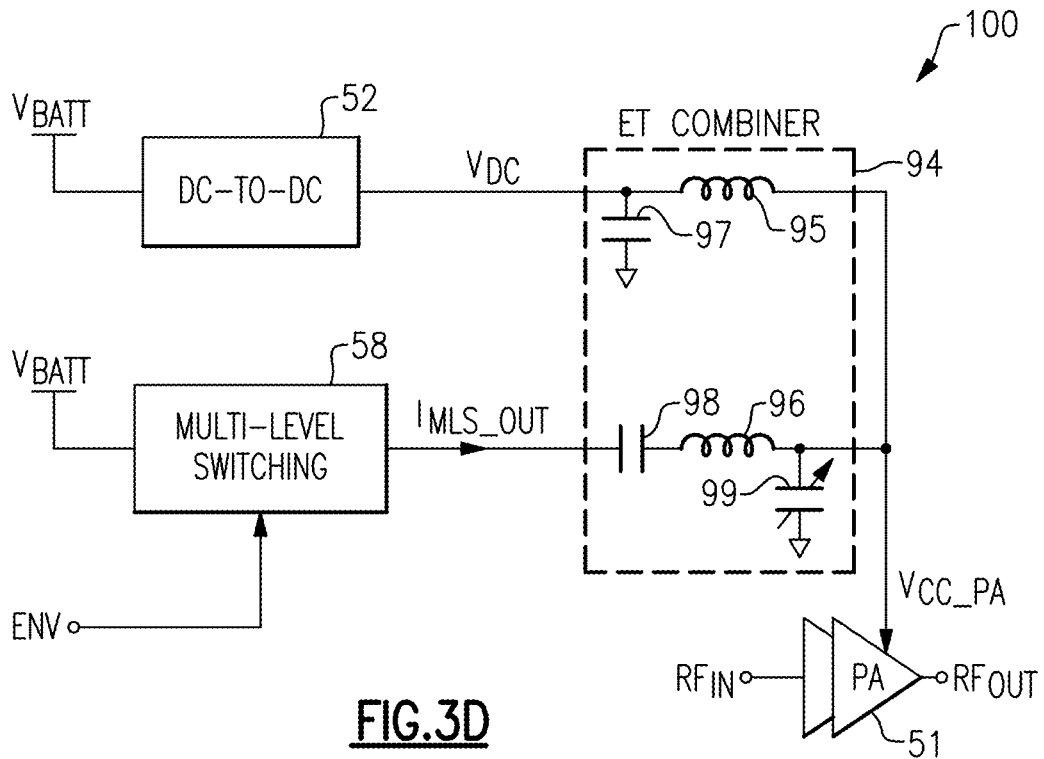 100
VBATT
52
DC-TO-DC
VDC
ET COMBINER
94
97
95
VBATT
58
MULTI-LEVEL
SWITCHING
IMLS_OUT
98
96
99
ENV
VCC_PA
RFIN
PA
RFOUT
51
FIG.3D